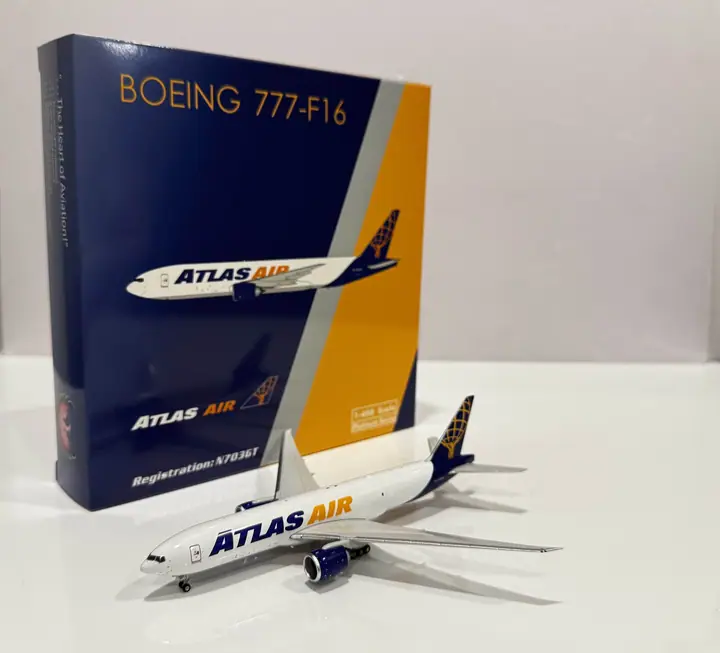 BOEING 777-F16
"... The Heart of Aviation!"
ATLAS AIR
ATLAS AIR
1:400 Scale
Registration: N703GT
ATLAS AIR